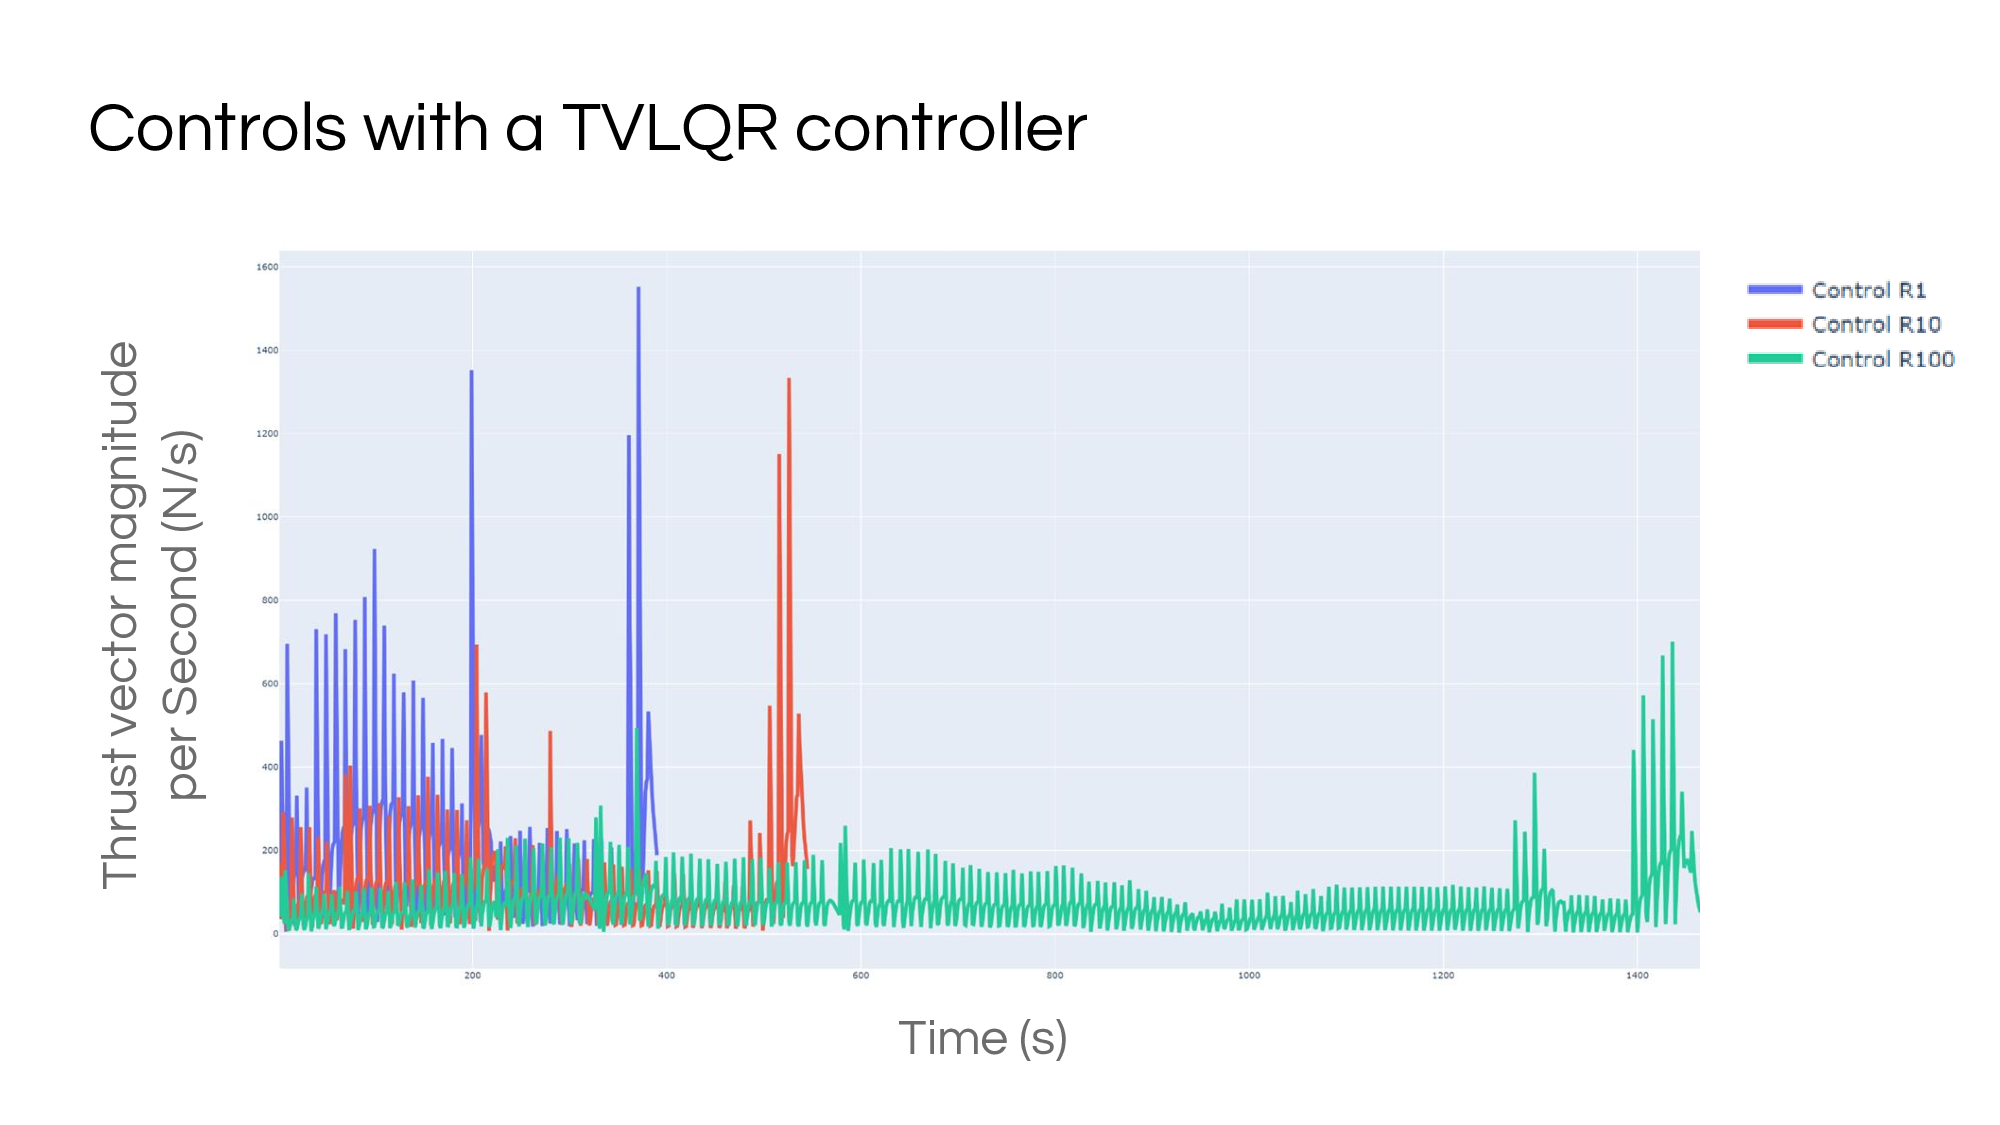 Controls with a TVLQR controller
Thrust vector magnitude
per Second (N/s)
1600
1400
1200
1000
800
600
400
200
0
200
400
600
800
1000
1200
1400
Time (s)
Control R1
Control R10
Control R100